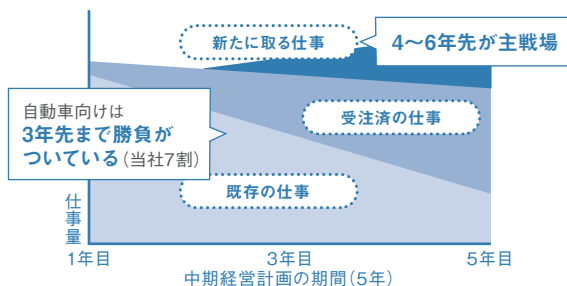 新たに取る仕事
4〜6年先が主戦場
自動車向けは
3年先まで勝負が
ついている(当社7割)
受注済の仕事
既存の仕事
仕事量
1年目
3年目
5年目
中期経営計画の期間(5年)